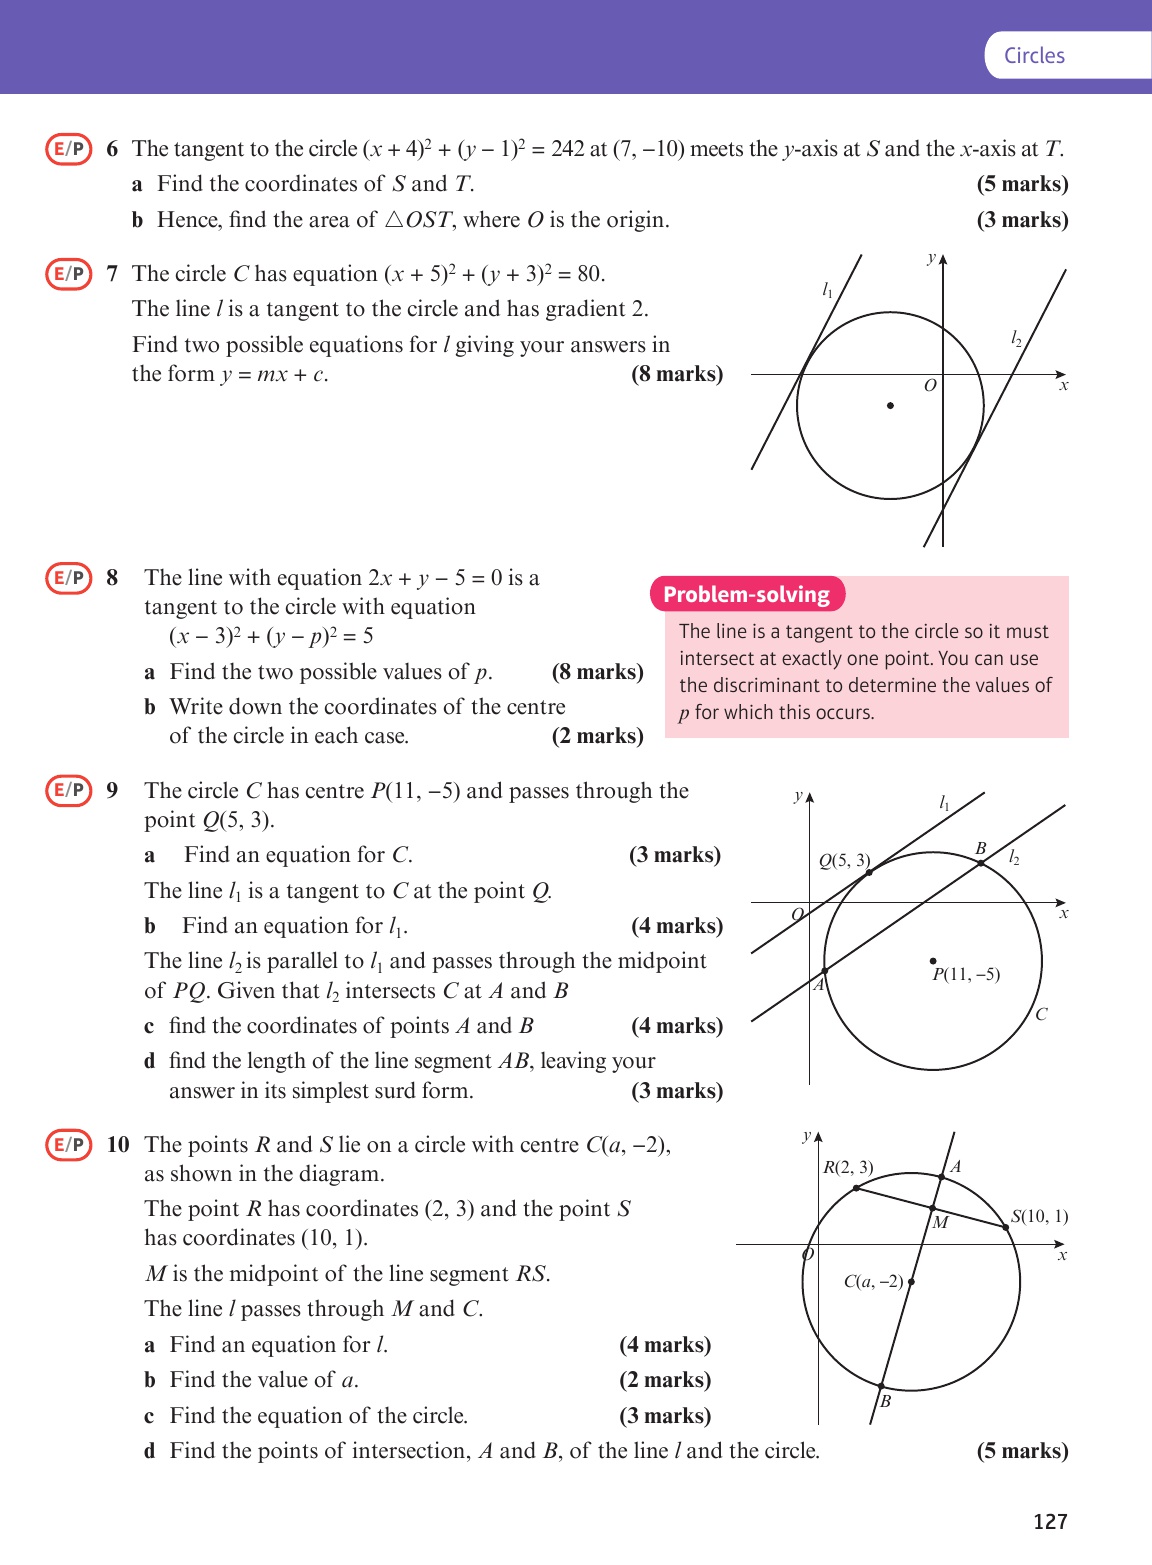 Circles
E/P 6 The tangent to the circle (x + 4)² + (y − 1)² = 242 at (7, −10) meets the y-axis at S and the x-axis at T.
a Find the coordinates of S and T. (5 marks)
b Hence, find the area of △OST, where O is the origin. (3 marks)
E/P 7 The circle C has equation (x + 5)² + (y + 3)² = 80.
The line l is a tangent to the circle and has gradient 2.
Find two possible equations for l giving your answers in
the form y = mx + c. (8 marks)
y
l₁
l₂
O
x
E/P 8 The line with equation 2x + y − 5 = 0 is a
tangent to the circle with equation
(x − 3)² + (y − p)² = 5
a Find the two possible values of p. (8 marks)
b Write down the coordinates of the centre
of the circle in each case. (2 marks)
Problem-solving
The line is a tangent to the circle so it must
intersect at exactly one point. You can use
the discriminant to determine the values of
p for which this occurs.
E/P 9 The circle C has centre P(11, −5) and passes through the
point Q(5, 3).
a Find an equation for C. (3 marks)
The line l₁ is a tangent to C at the point Q.
b Find an equation for l₁. (4 marks)
The line l₂ is parallel to l₁ and passes through the midpoint
of PQ. Given that l₂ intersects C at A and B
c find the coordinates of points A and B (4 marks)
d find the length of the line segment AB, leaving your
answer in its simplest surd form. (3 marks)
y
l₁
Q(5, 3)
B
l₂
O
x
A
P(11, −5)
C
E/P 10 The points R and S lie on a circle with centre C(a, −2),
as shown in the diagram.
The point R has coordinates (2, 3) and the point S
has coordinates (10, 1).
M is the midpoint of the line segment RS.
The line l passes through M and C.
a Find an equation for l. (4 marks)
b Find the value of a. (2 marks)
c Find the equation of the circle. (3 marks)
d Find the points of intersection, A and B, of the line l and the circle. (5 marks)
y
R(2, 3)
A
M
S(10, 1)
O
x
C(a, −2)
B
127